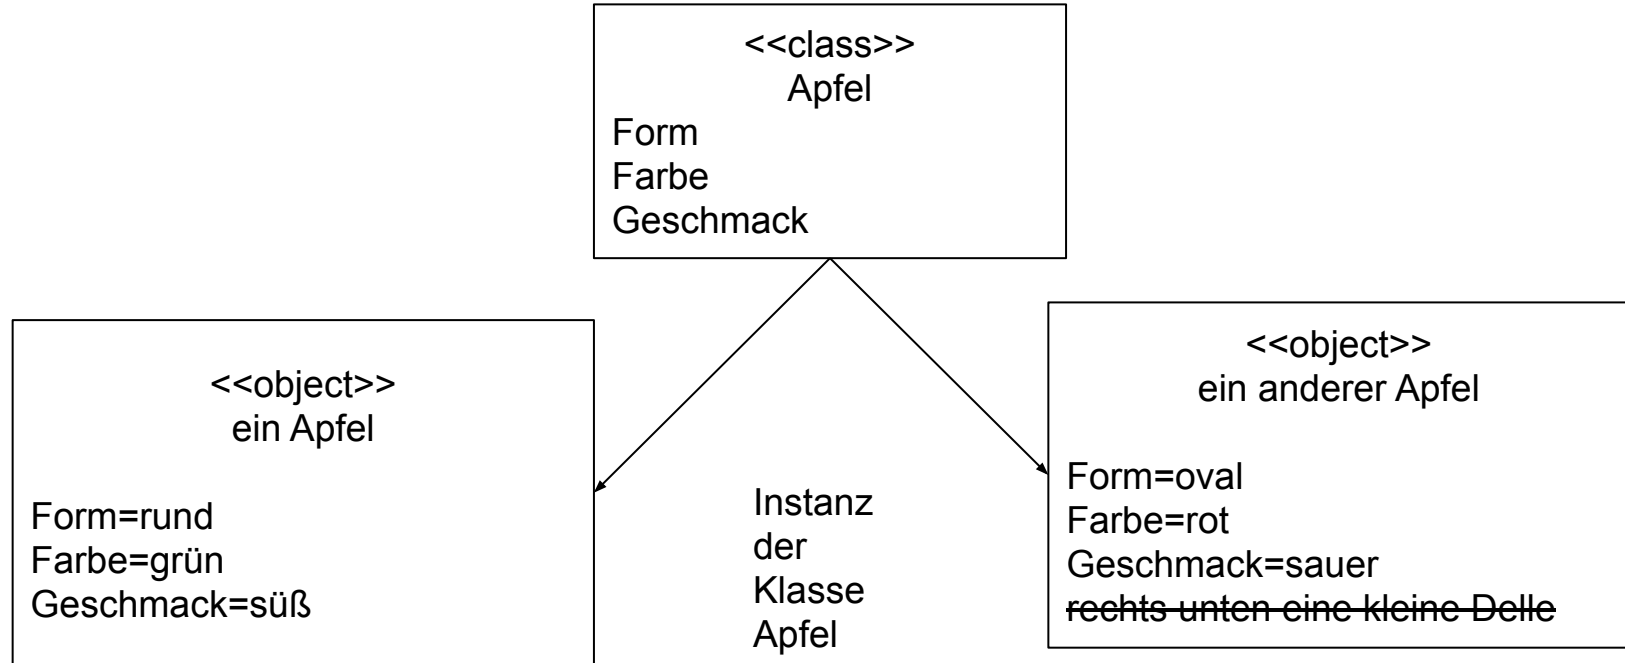 <<class>>
Apfel
Form
Farbe
Geschmack
<<object>>
ein Apfel
Form=rund
Farbe=grün
Geschmack=süß
Instanz
der
Klasse
Apfel
<<object>>
ein anderer Apfel
Form=oval
Farbe=rot
Geschmack=sauer
rechts unten eine kleine Delle